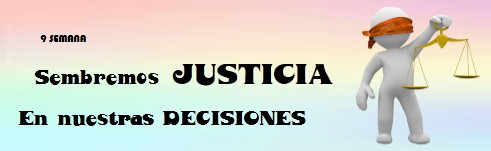 9 SEMANA
Sembremos JUSTICIA
En nuestras DECISIONES